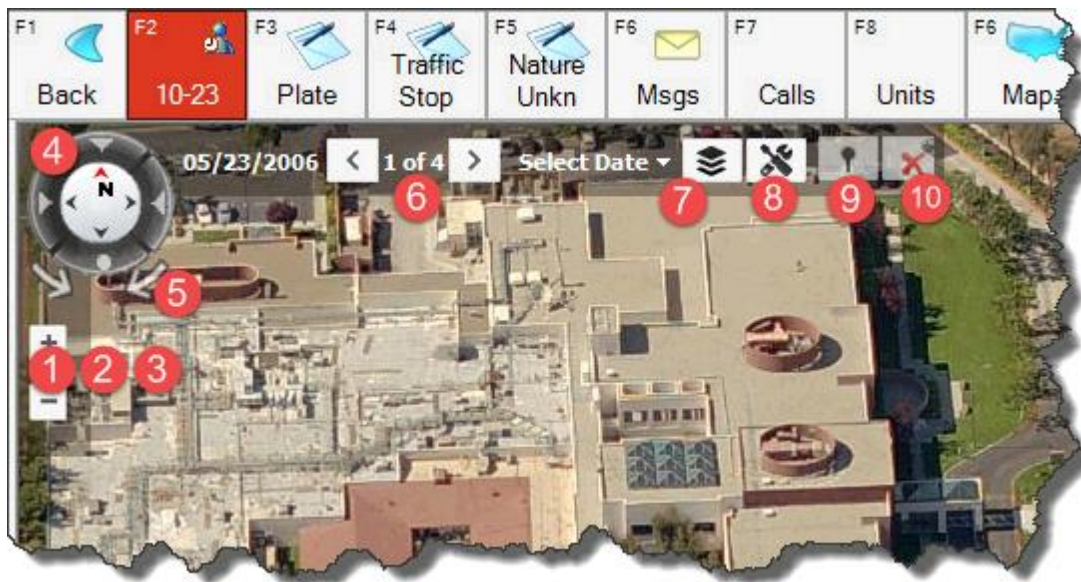 F1 F2 F3 F4 F5 F6 F7 F8 F6
Back 10-23 Plate Traffic Stop Nature Unkn Msgs Calls Units Maps
4 N 05/23/2006 < 1 of 4 > Select Date
6 7 8 9 10
5
+
1 2 3
-